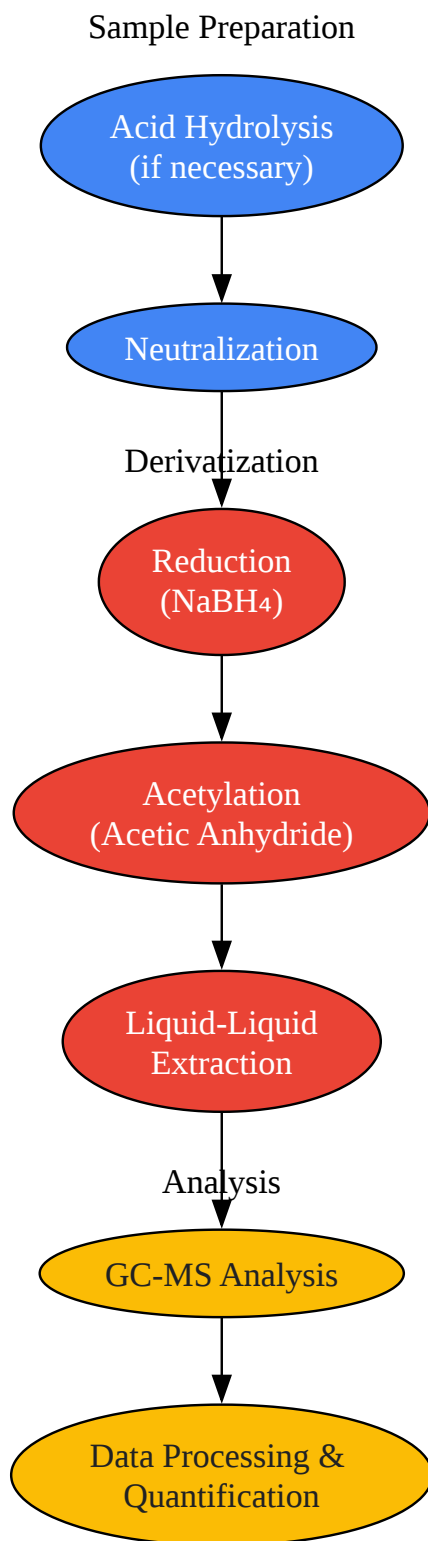 Sample Preparation
Acid Hydrolysis
(if necessary)
Neutralization
Derivatization
Reduction
(NaBH₄)
Acetylation
(Acetic Anhydride)
Liquid-Liquid
Extraction
Analysis
GC-MS Analysis
Data Processing &
Quantification